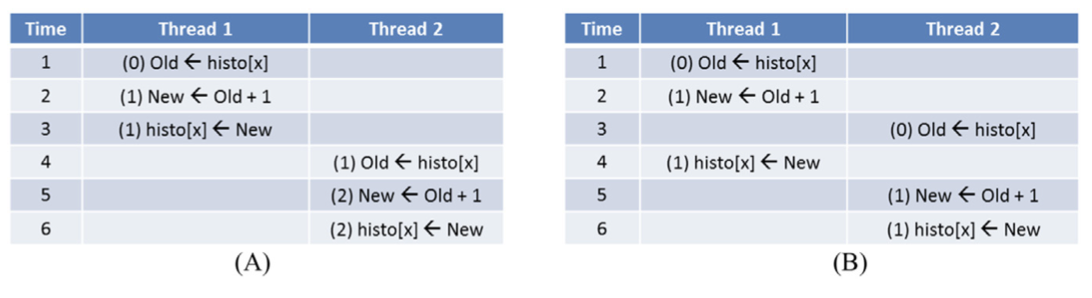 Time Thread 1 Thread 2
1 (0) Old ← histo[x]
2 (1) New ← Old + 1
3 (1) histo[x] ← New
4 (1) Old ← histo[x]
5 (2) New ← Old + 1
6 (2) histo[x] ← New
(A)
Time Thread 1 Thread 2
1 (0) Old ← histo[x]
2 (1) New ← Old + 1
3 (0) Old ← histo[x]
4 (1) histo[x] ← New
5 (1) New ← Old + 1
6 (1) histo[x] ← New
(B)